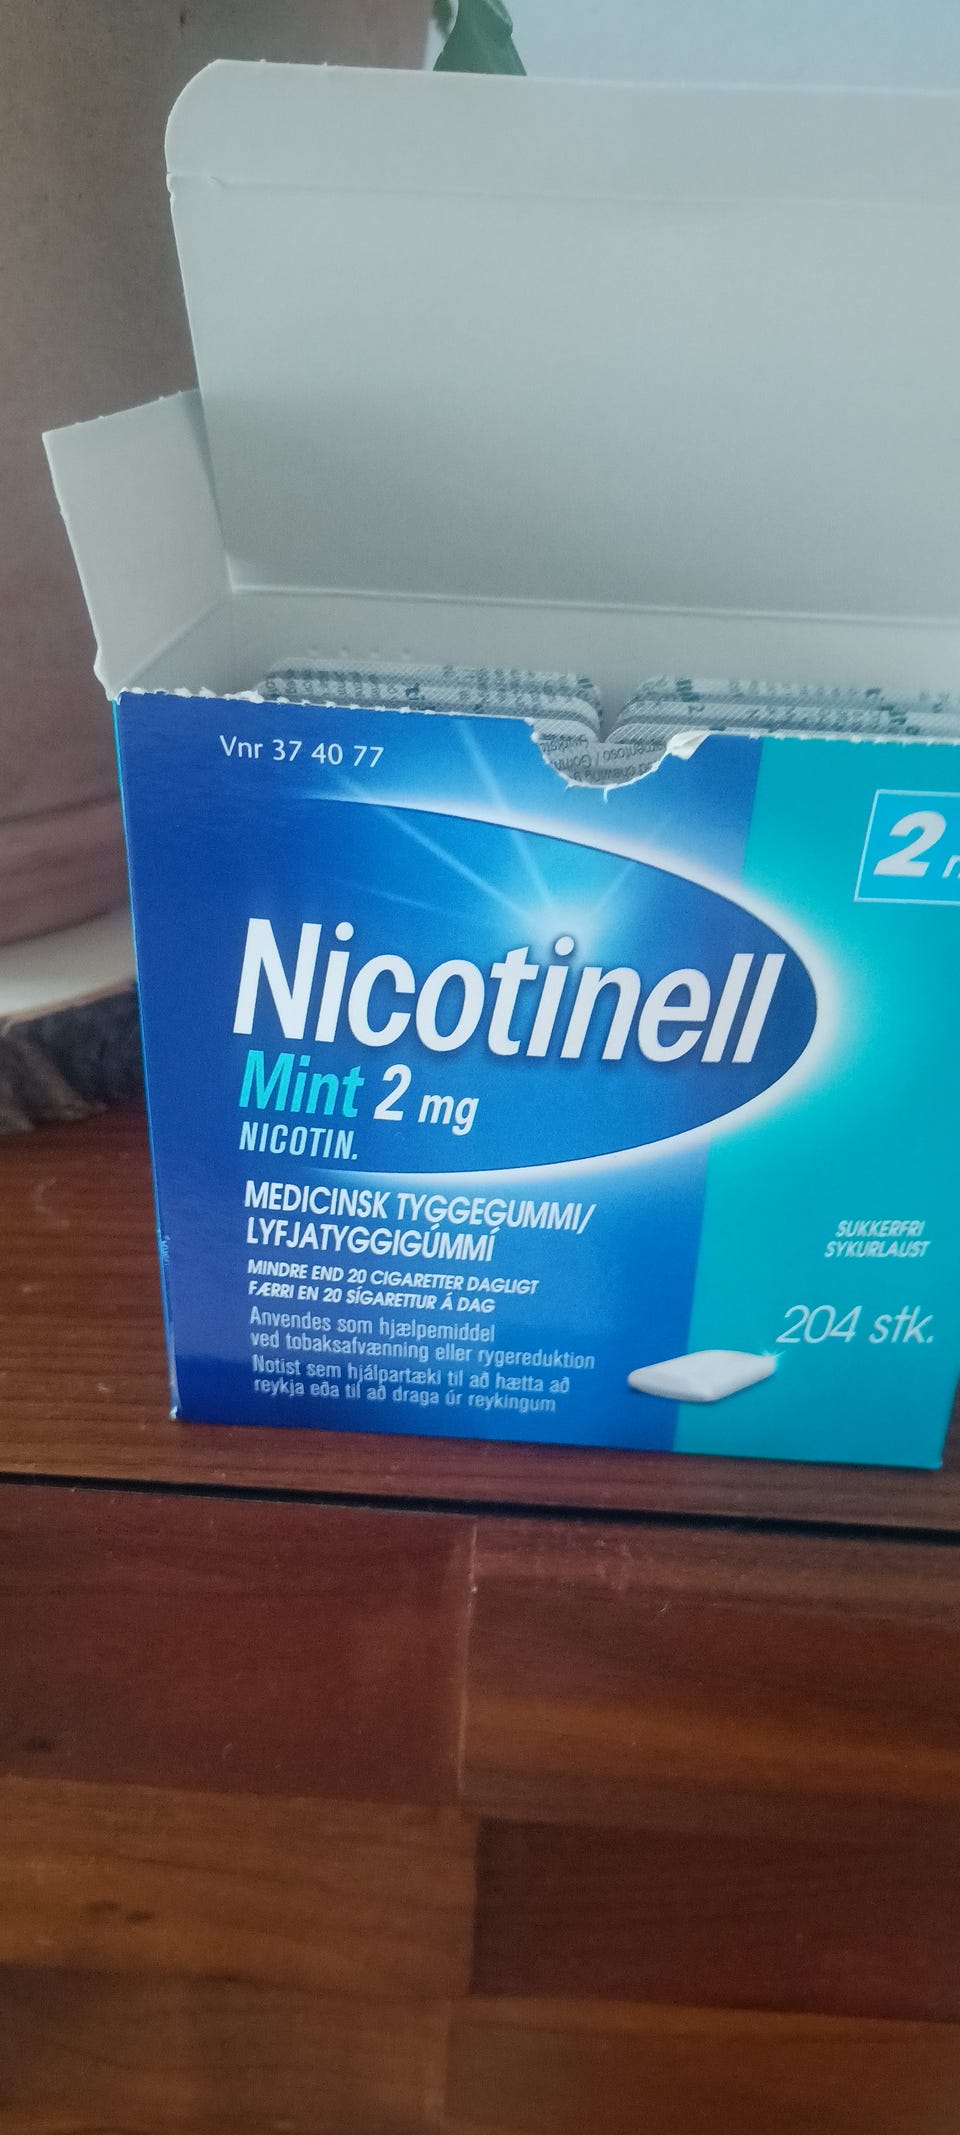 Vnr 37 40 77
2
Nicotinell
Mint 2 mg
NICOTIN.
MEDICINSK TYGGEGUMMI/
LYFJATYGGIGÚMMÍ
MINDRE END 20 CIGARETTER DAGLIGT
FÆRRI EN 20 SÍGARETTUR Á DAG
Anvendes som hjælpemiddel
ved tobaksafvænning eller rygereduktion
Notist sem hjálpartæki til að hætta að
reykja eða til að draga úr reykingum
SUKKERFRI
SYKURLAUST
204 stk.